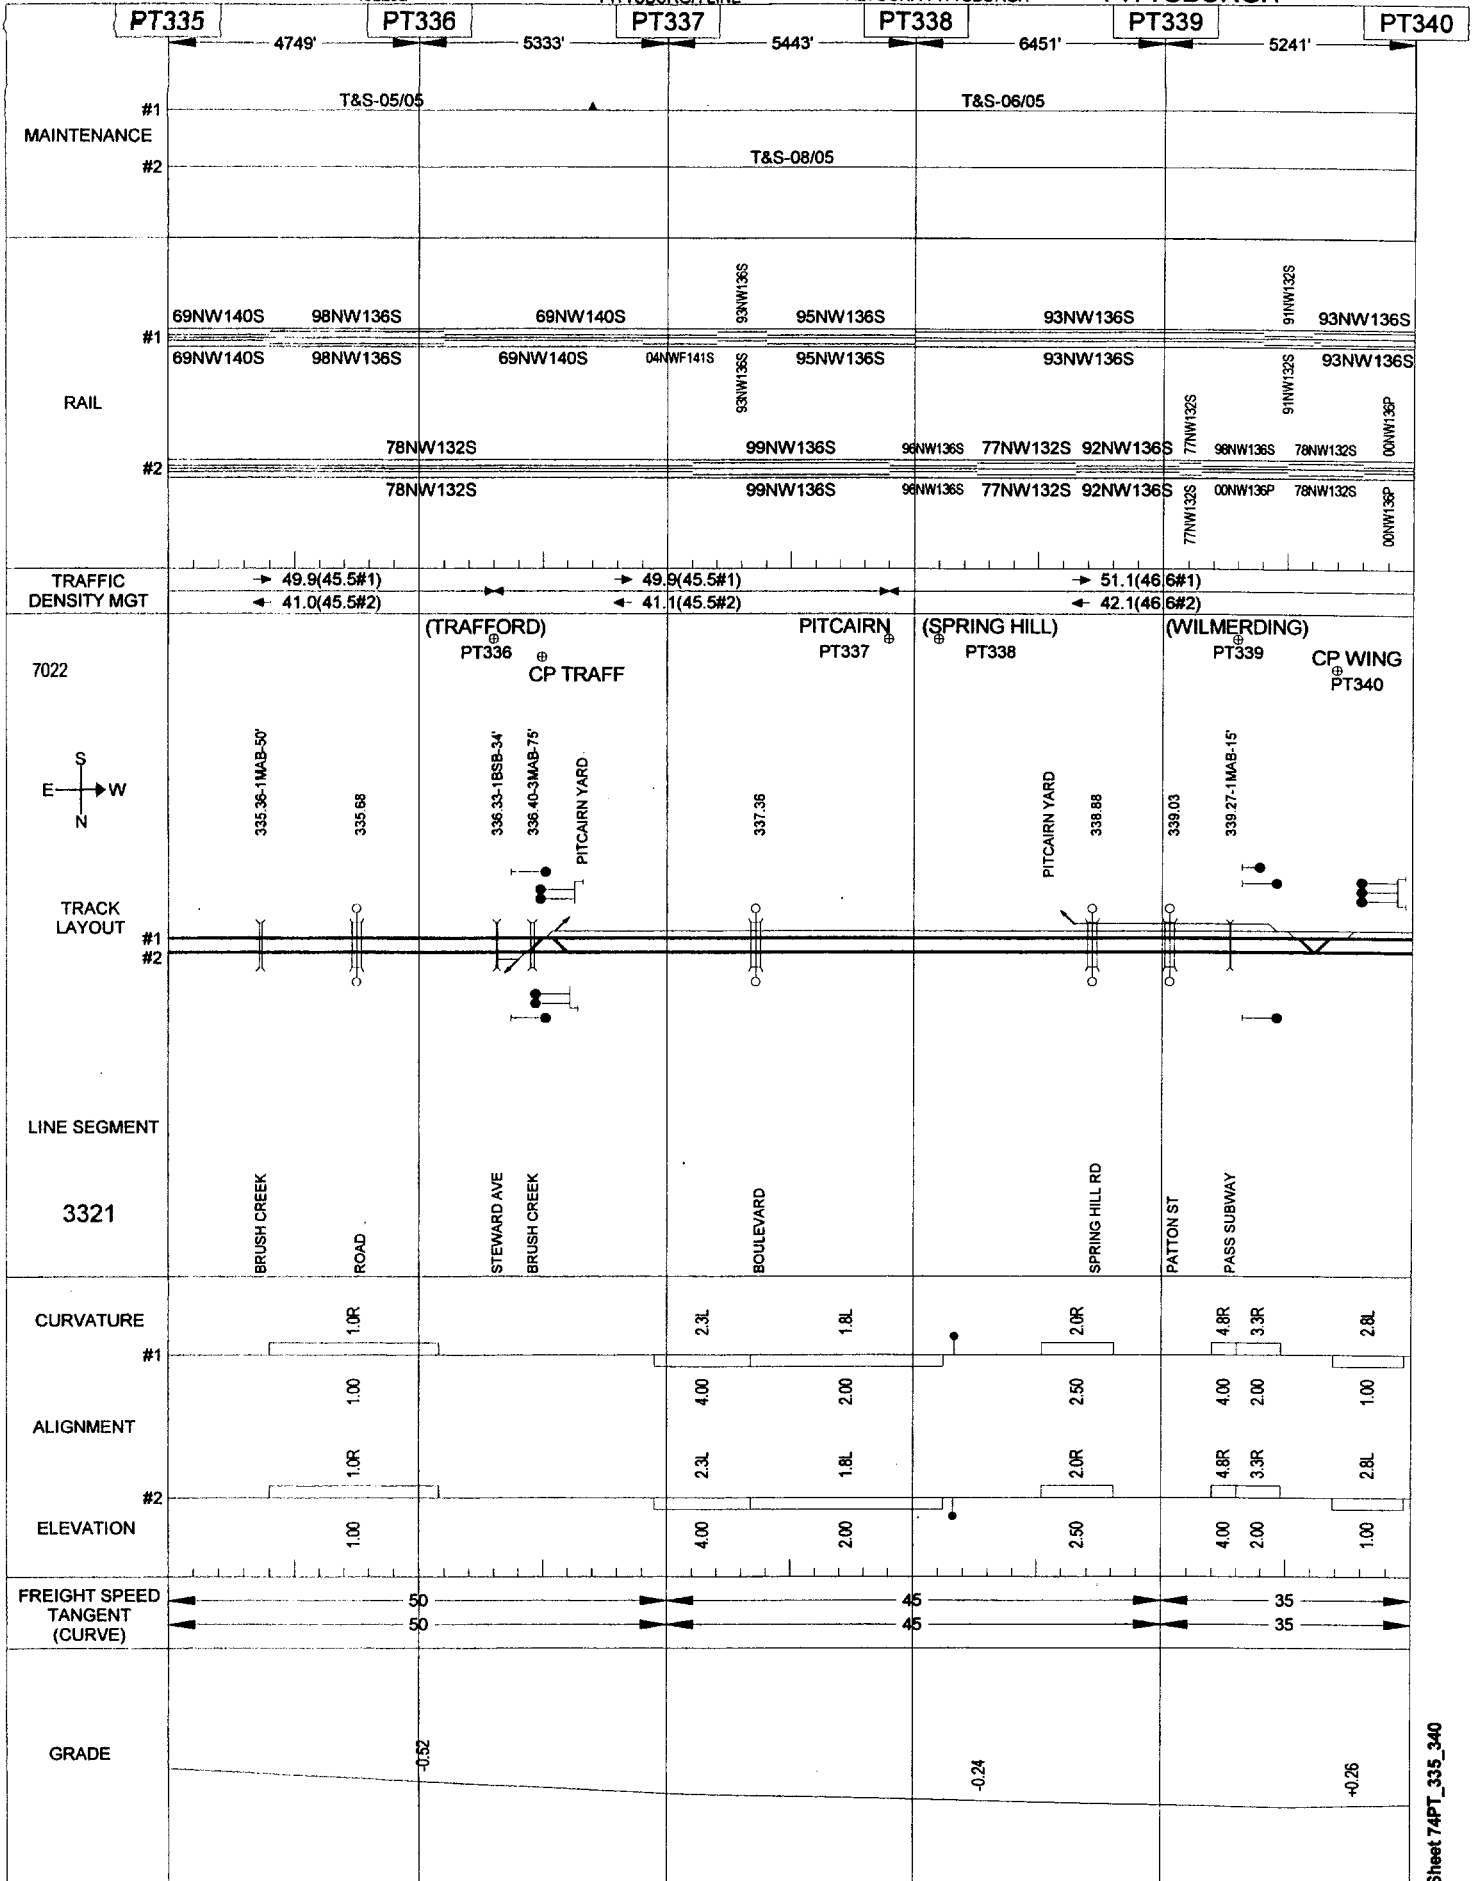 PT335 PT336 PT337 PT338 PT339 PT340
4749' 5333' 5443' 6451' 5241'
T&S-05/05 T&S-06/05
#1
MAINTENANCE
T&S-08/05
#2
93NW136S 91NW132S
69NW140S 98NW136S 69NW140S 95NW136S 93NW136S 93NW136S
#1
69NW140S 98NW136S 69NW140S 04NWF141S 95NW136S 93NW136S 93NW136S
93NW136S 91NW132S
RAIL
77NW132S 00NW136P
78NW132S 99NW136S 96NW136S 77NW132S 92NW136S 98NW136S 78NW132S
#2
78NW132S 99NW136S 96NW136S 77NW132S 92NW136S 00NW136P 78NW132S
77NW132S 00NW136P
TRAFFIC
DENSITY MGT
49.9(45.5#1) 49.9(45.5#1) 51.1(46.6#1)
41.0(45.5#2) 41.1(45.5#2) 42.1(46.6#2)
(TRAFFORD) PITCAIRN (SPRING HILL) (WILMERDING)
PT336 PT337 PT338 PT339
7022
CP TRAFF
CP WING
PT340
S
E W
N
335.36-1MAB-50'
335.68
336.33-1BSB-34'
336.40-3MAB-75'
PITCAIRN YARD
337.36
PITCAIRN YARD
338.88
339.03
339.27-1MAB-15'
TRACK
LAYOUT
#1
#2
LINE SEGMENT
3321
BRUSH CREEK
ROAD
STEWARD AVE
BRUSH CREEK
BOULEVARD
SPRING HILL RD
PATTON ST
PASS SUBWAY
CURVATURE
1.0R 2.3L 1.8L 2.0R 4.8R 3.3R 2.8L
#1
1.00 4.00 2.00 2.50 4.00 2.00 1.00
ALIGNMENT
1.0R 2.3L 1.8L 2.0R 4.8R 3.3R 2.8L
#2
1.00 4.00 2.00 2.50 4.00 2.00 1.00
ELEVATION
FREIGHT SPEED
TANGENT
(CURVE)
50 45 35
50 45 35
GRADE
-0.52 -0.24 +0.26
Sheet 74PT_335_340